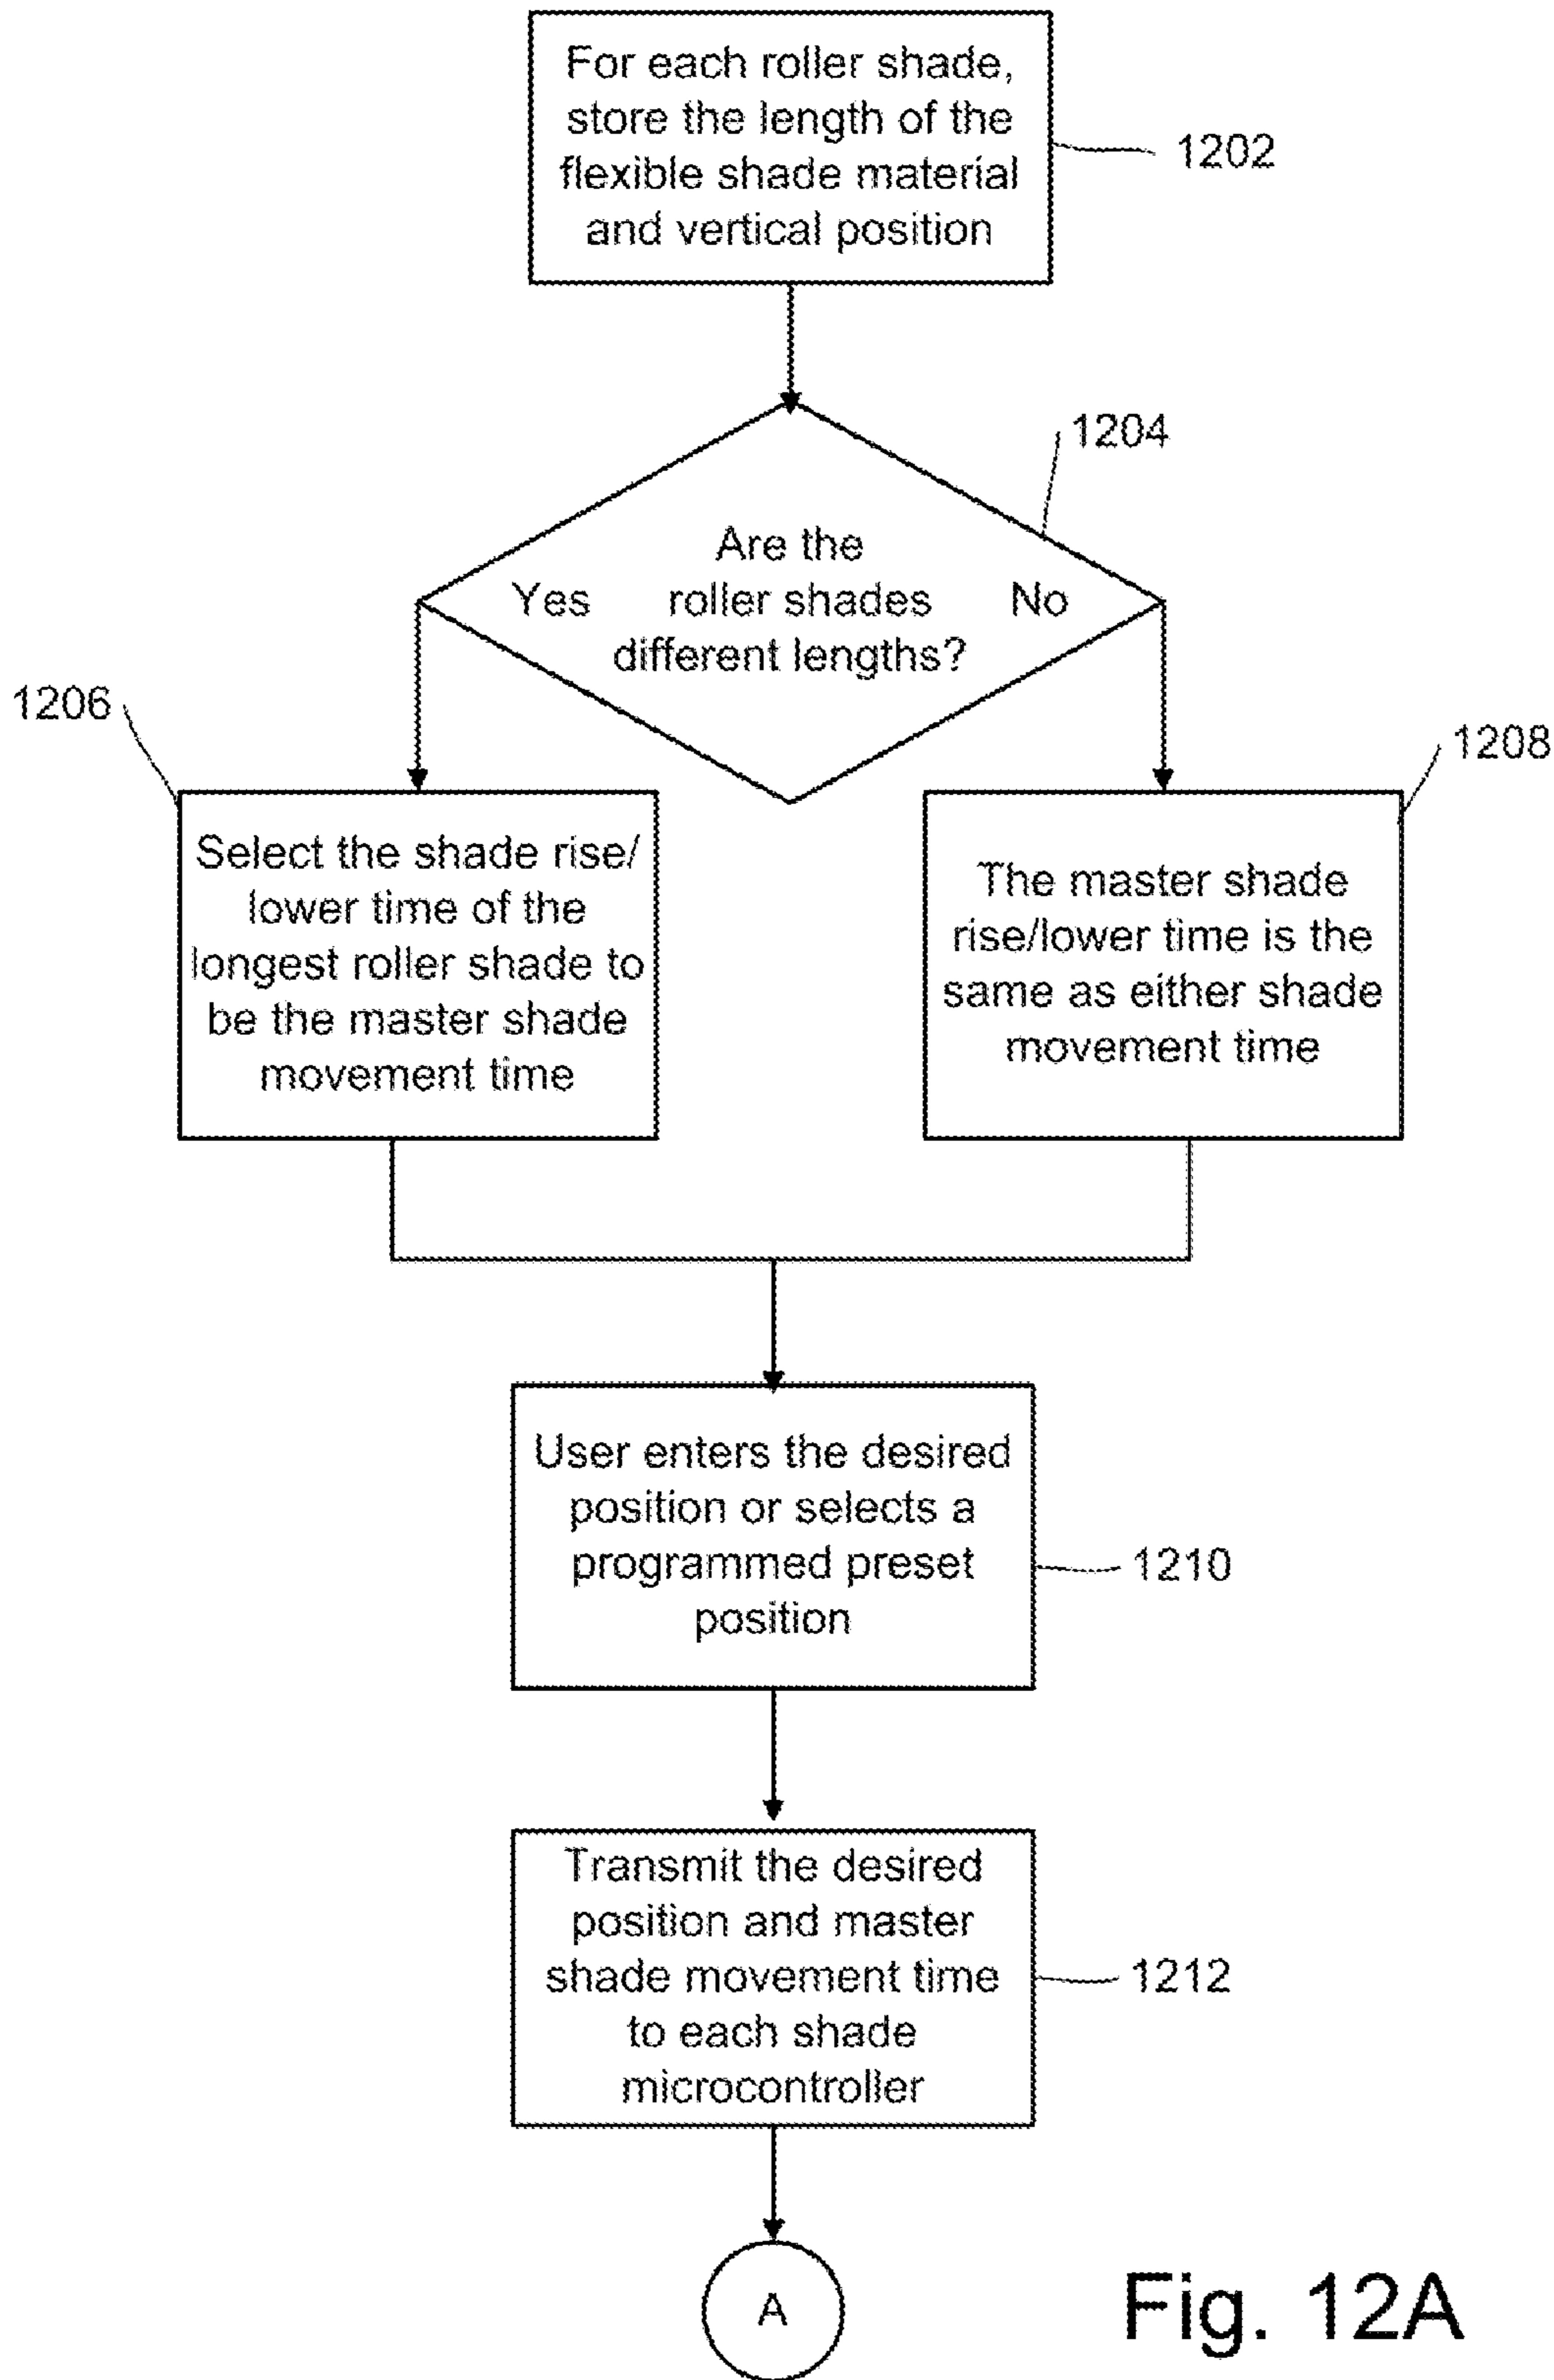 For each roller shade,
store the length of the
flexible shade material
and vertical position
1202
1204
Are the
Yes roller shades No
different lengths?
1206
1208
Select the shade rise/
lower time of the
longest roller shade to
be the master shade
movement time
The master shade
rise/lower time is the
same as either shade
movement time
User enters the desired
position or selects a
programmed preset
position
1210
Transmit the desired
position and master
shade movement time
to each shade
microcontroller
1212
A
Fig. 12A